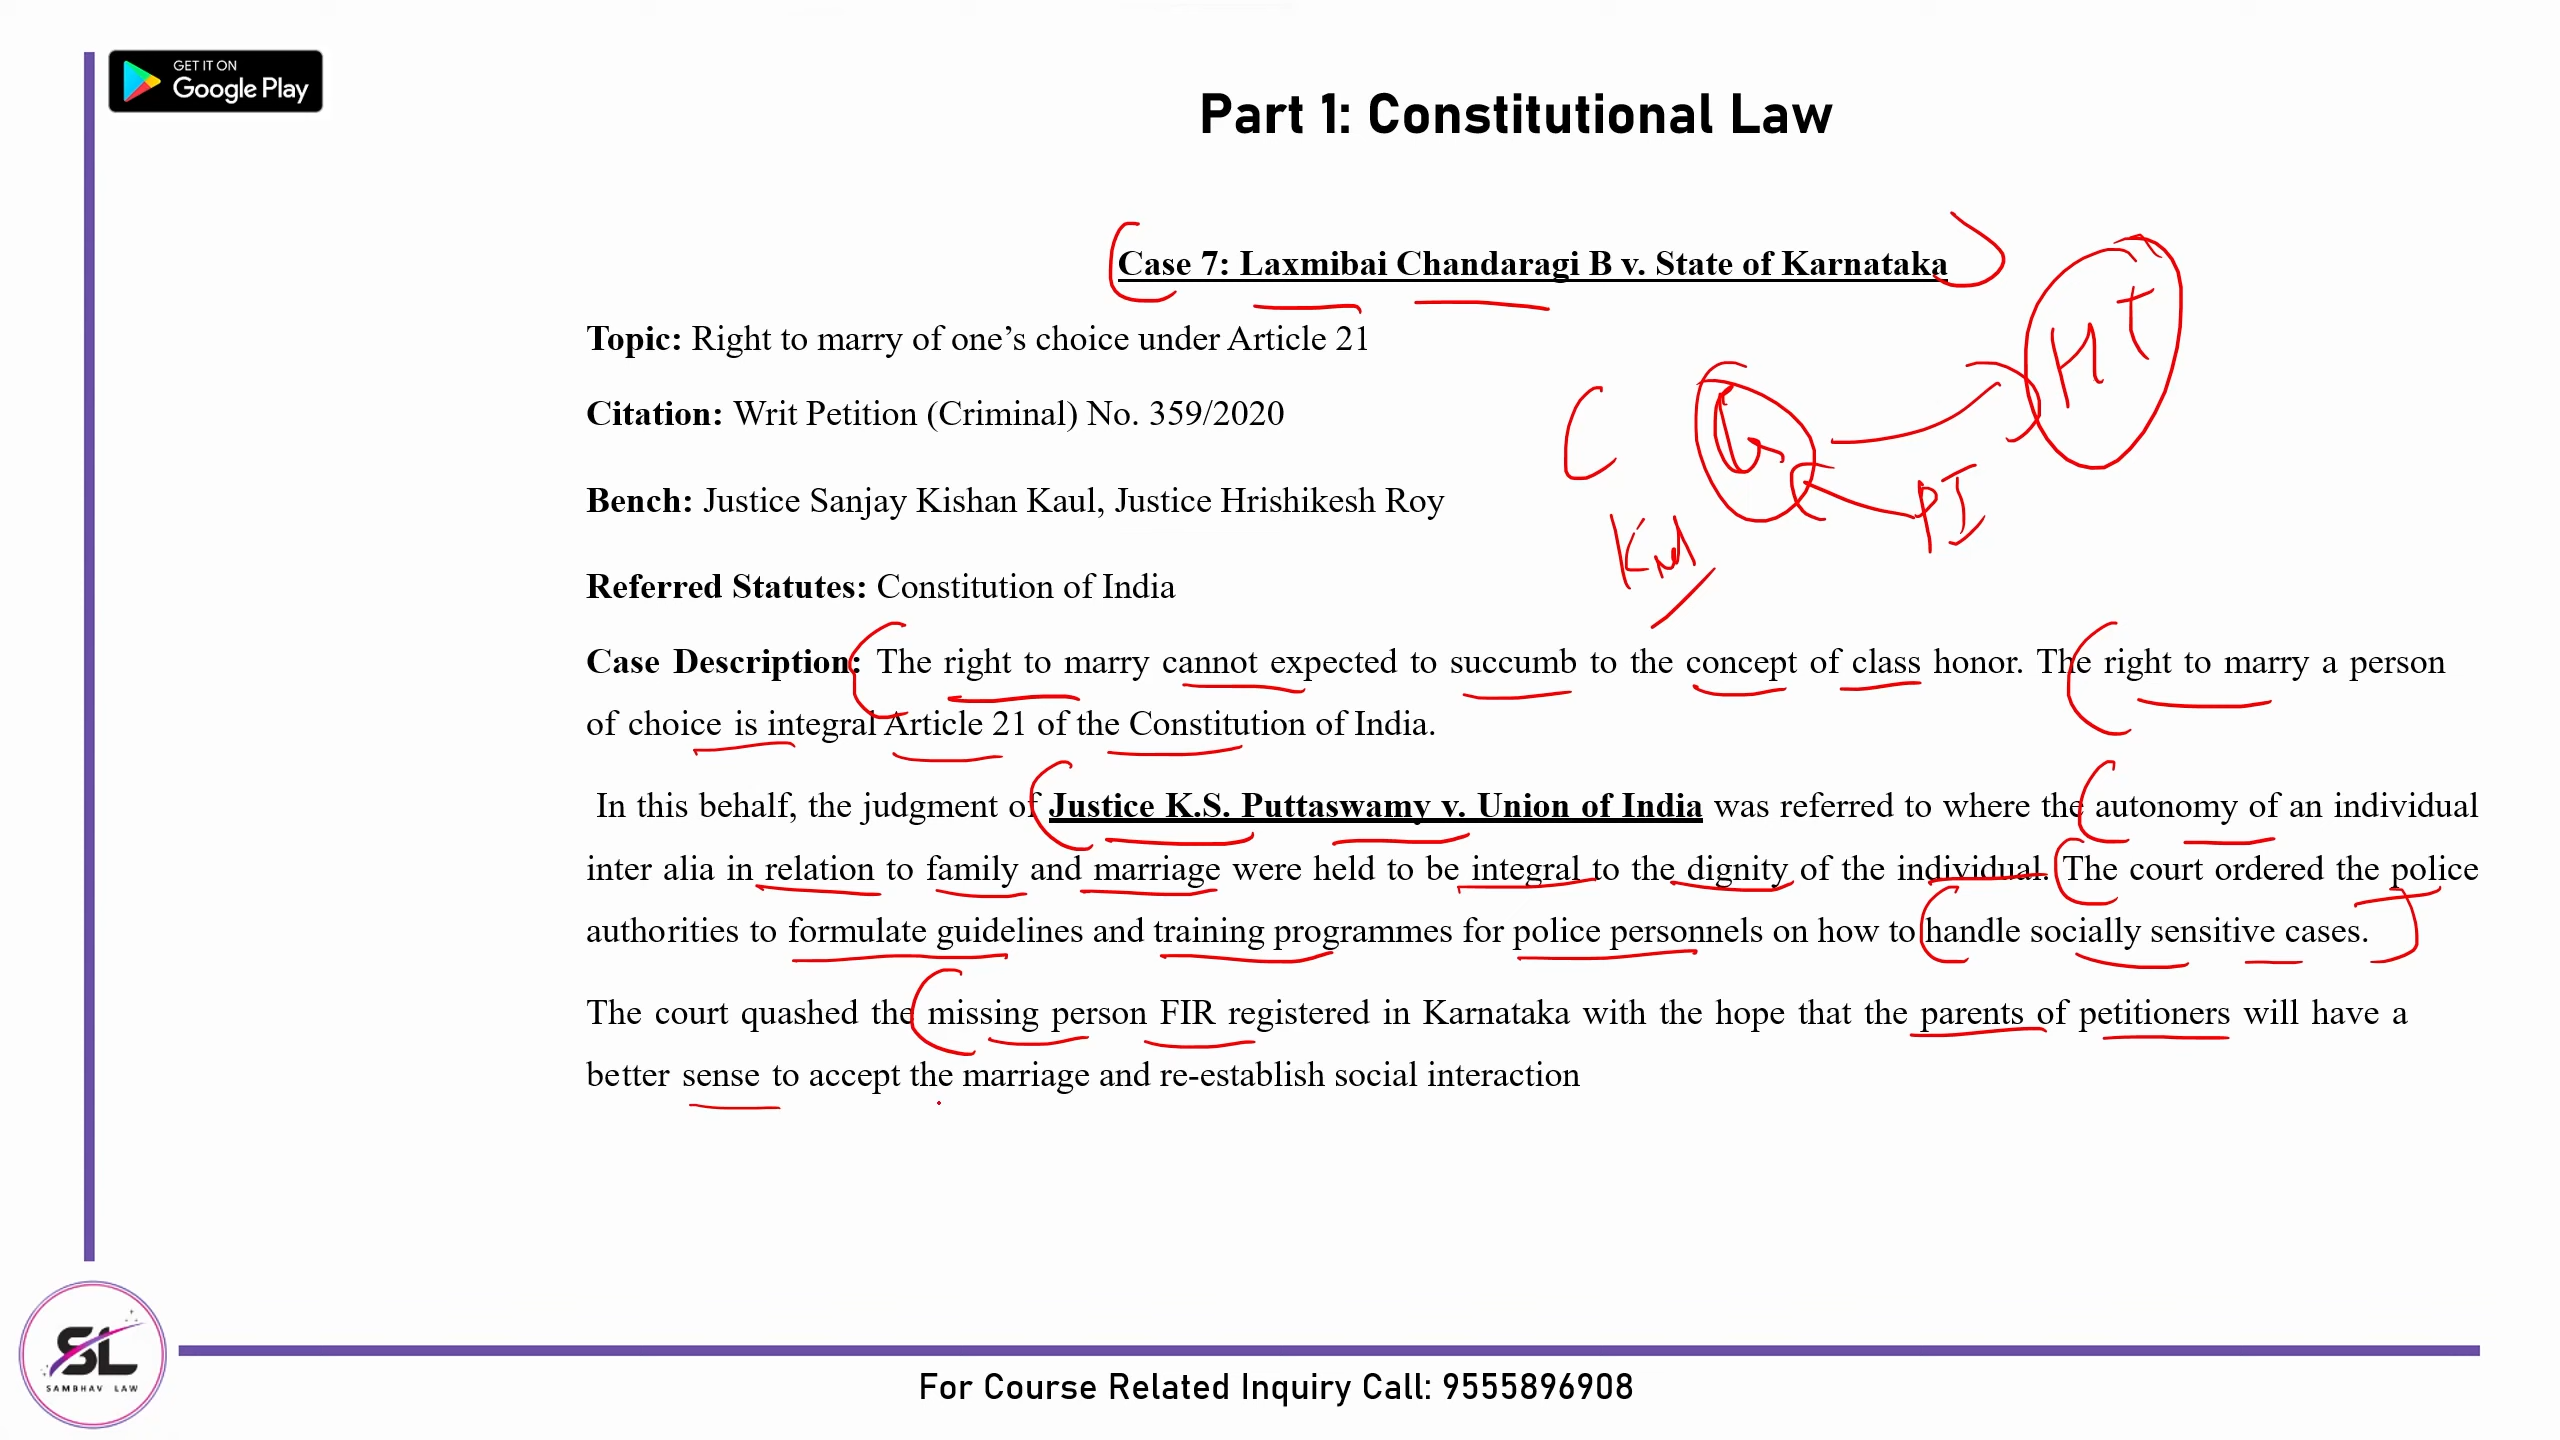 GET IT ON
Google Play
Part 1: Constitutional Law
Case 7: Laxmibai Chandaragi B v. State of Karnataka
Topic: Right to marry of one’s choice under Article 21
Citation: Writ Petition (Criminal) No. 359/2020
Bench: Justice Sanjay Kishan Kaul, Justice Hrishikesh Roy
Referred Statutes: Constitution of India
HT
C
G
PI
Case Description: The right to marry cannot expected to succumb to the concept of class honor. The right to marry a person
of choice is integral Article 21 of the Constitution of India.
In this behalf, the judgment of Justice K.S. Puttaswamy v. Union of India was referred to where the autonomy of an individual
inter alia in relation to family and marriage were held to be integral to the dignity of the individual. The court ordered the police
authorities to formulate guidelines and training programmes for police personnels on how to handle socially sensitive cases.
The court quashed the missing person FIR registered in Karnataka with the hope that the parents of petitioners will have a
better sense to accept the marriage and re-establish social interaction
SL
SAMBHAV LAW
For Course Related Inquiry Call: 9555896908